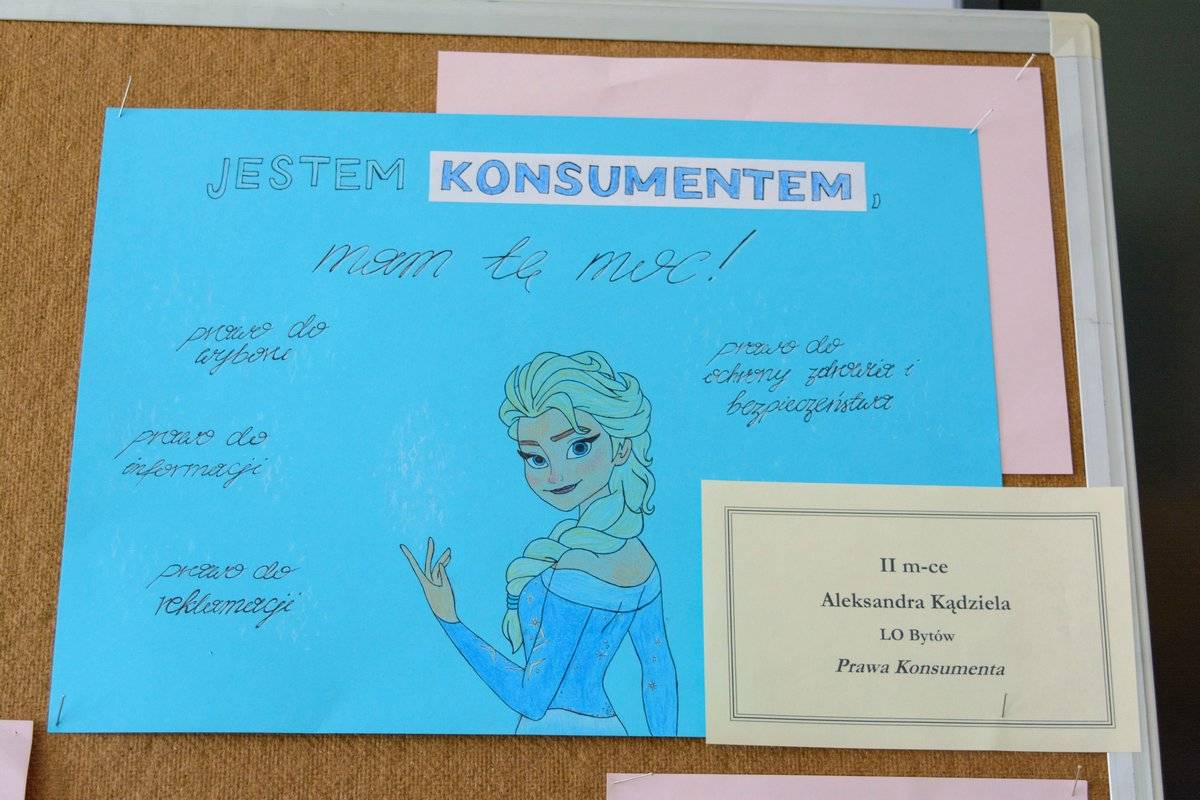 JESTEM KONSUMENTEM,
mam tę moc!
prawo do
wyboru
prawo do
informacji
prawo do
reklamacji
prawo do
ochrony zdrowia i
bezpieczeństwa
II m-ce
Aleksandra Kądziela
LO Bytów
Prawa Konsumenta